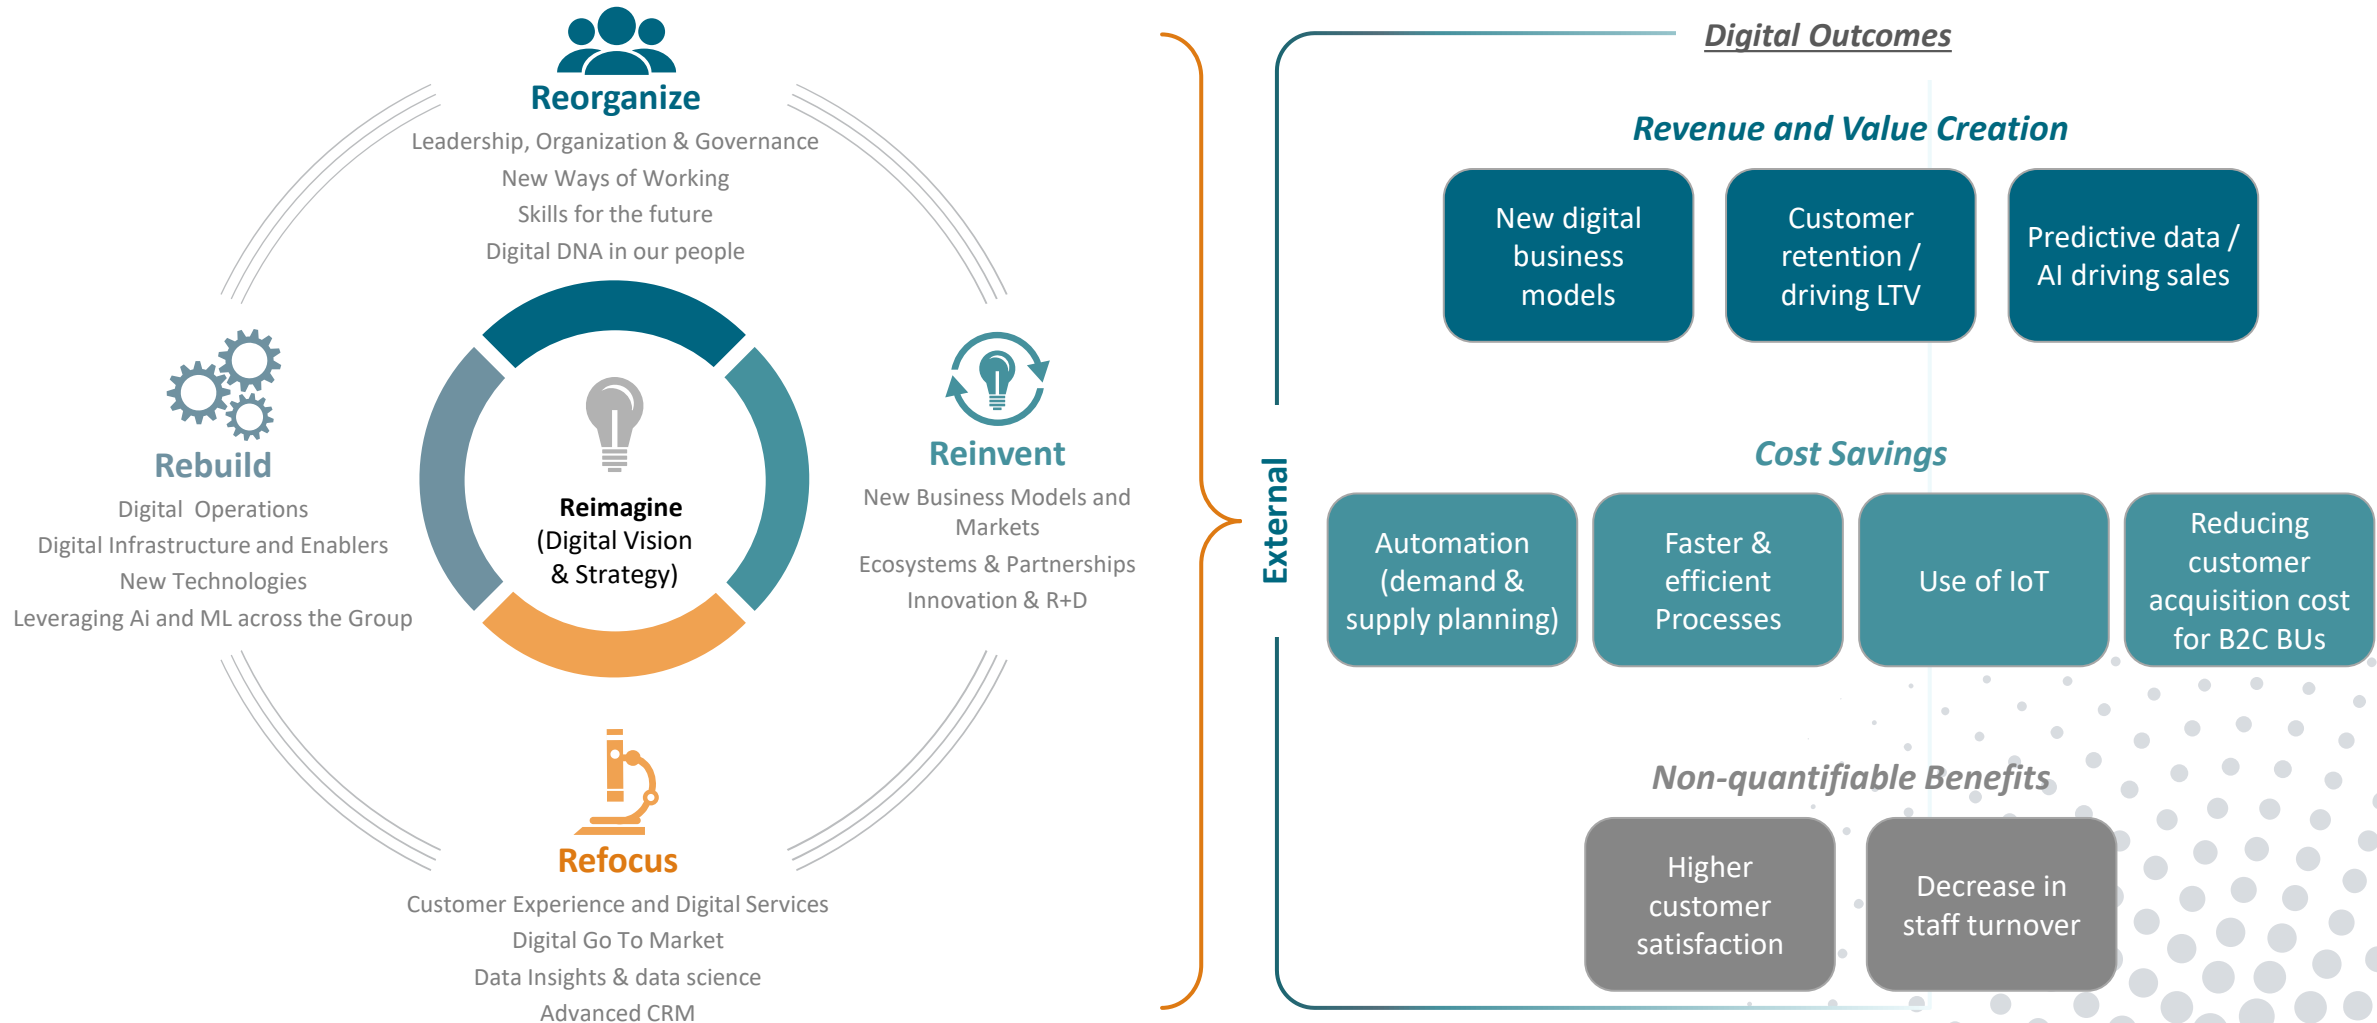 Reorganize
Leadership, Organization & Governance
New Ways of Working
Skills for the future
Digital DNA in our people
Rebuild
Digital Operations
Digital Infrastructure and Enablers
New Technologies
Leveraging Ai and ML across the Group
Reimagine
(Digital Vision
& Strategy)
Reinvent
New Business Models and
Markets
Ecosystems & Partnerships
Innovation & R+D
Refocus
Customer Experience and Digital Services
Digital Go To Market
Data Insights & data science
Advanced CRM
External
Digital Outcomes
Revenue and Value Creation
New digital
business
models
Customer
retention /
driving LTV
Predictive data /
AI driving sales
Cost Savings
Automation
(demand &
supply planning)
Faster &
efficient
Processes
Use of IoT
Reducing
customer
acquisition cost
for B2C BUs
Non-quantifiable Benefits
Higher
customer
satisfaction
Decrease in
staff turnover